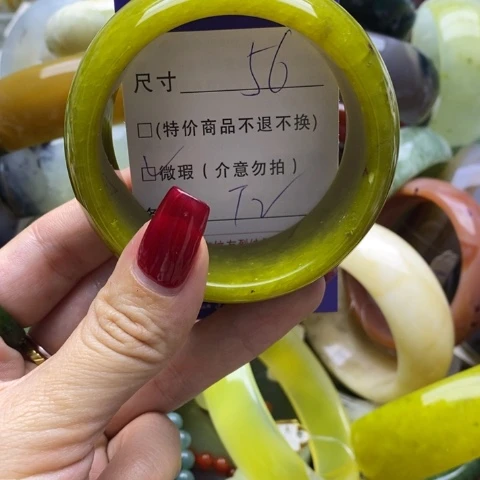 尺寸 56
□(特价商品不退不换)
☑微瑕(介意勿拍)
72